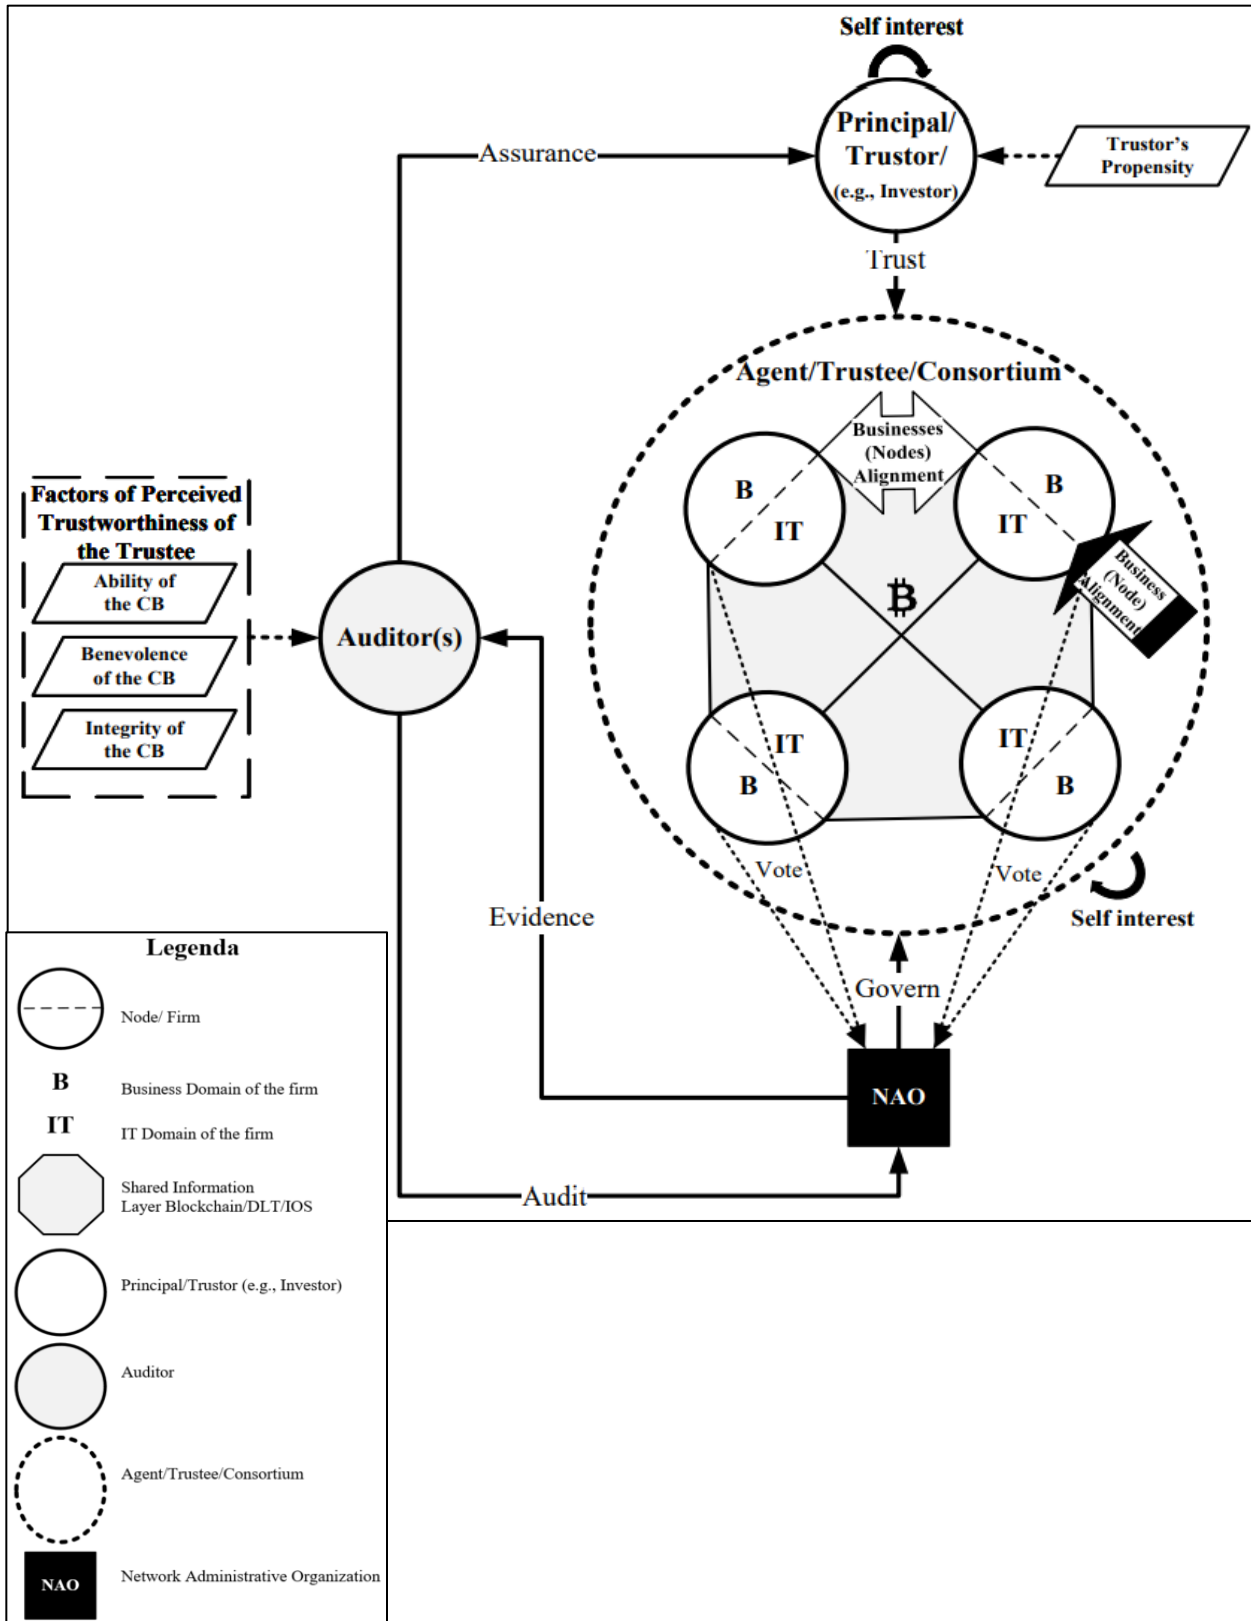 Self interest
Principal/
Trustor/
(e.g., Investor)
Assurance
Trustor's
Propensity
Trust
Agent/Trustee/Consortium
Businesses
(Nodes)
Alignment
B
IT
B
IT
Business
(Node)
Alignment
₿
Factors of Perceived
Trustworthiness of
the Trustee
Ability of
the CB
Benevolence
of the CB
Integrity of
the CB
Auditor(s)
IT
B
IT
B
Vote
Vote
Self interest
Evidence
Govern
NAO
Audit
Legenda
Node/ Firm
B
Business Domain of the firm
IT
IT Domain of the firm
Shared Information
Layer Blockchain/DLT/IOS
Principal/Trustor (e.g., Investor)
Auditor
Agent/Trustee/Consortium
NAO
Network Administrative Organization